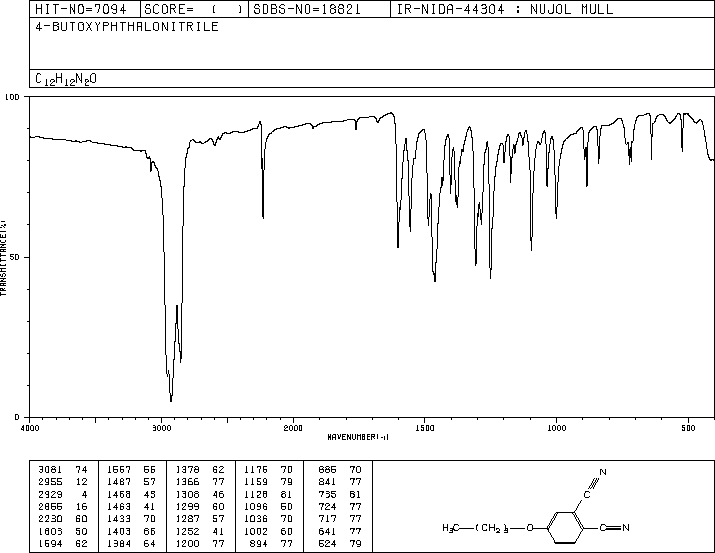 HIT-NO=7094 SCORE= ( ) SDBS-NO=18821 IR-NIDA-44304 : NUJOL MULL
4-BUTOXYPHTHALONITRILE
C12H12N2O
100
50
0
TRANSMITTANCE(%)
4000 3000 2000 1500 1000 500
WAVENUMBER(-1)
3081 74 1567 66 1378 62 1176 70 885 70
2955 12 1487 57 1366 77 1159 79 841 77
2929 4 1468 45 1308 46 1128 81 735 81
2866 16 1463 41 1299 60 1096 50 724 77
2230 60 1433 70 1287 57 1036 70 717 77
1603 50 1403 66 1252 41 1002 60 641 77
1594 62 1384 64 1200 77 894 77 524 79
N
C
H3C (CH2)3 O C N